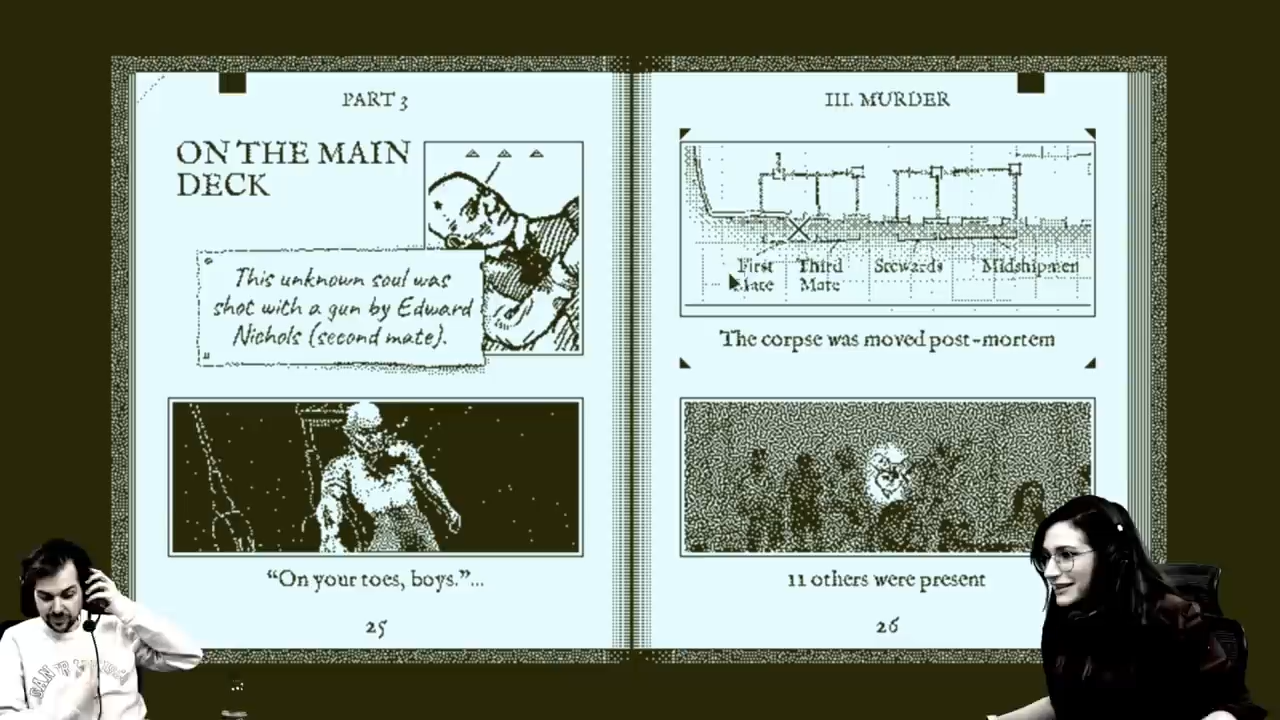 PART 3
ON THE MAIN
DECK
This unknown soul was
shot with a gun by Edward
Nichols (second mate).
“On your toes, boys.”...
25
III. MURDER
First Third Stewards Midshipmen
Mate Mate
The corpse was moved post-mortem
11 others were present
26
SAN